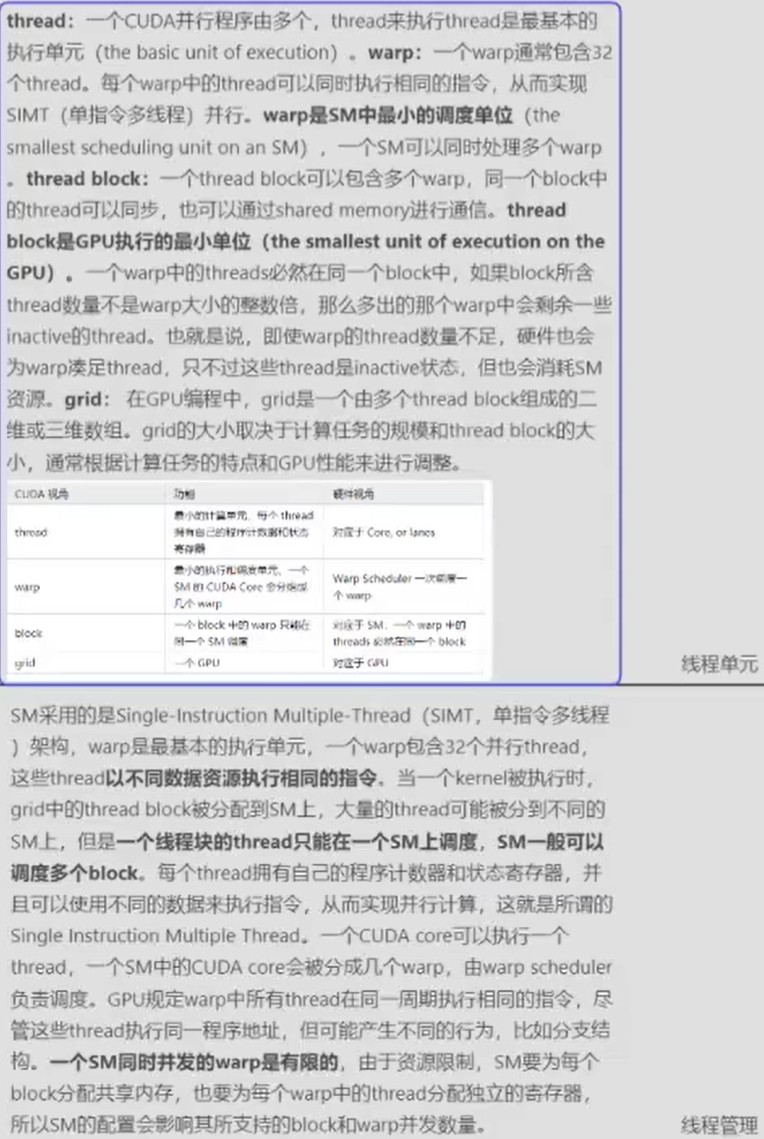 thread：一个CUDA并行程序由多个，thread来执行thread是最基本的
执行单元（the basic unit of execution）。warp：一个warp通常包含32
个thread。每个warp中的thread可以同时执行相同的指令，从而实现
SIMT（单指令多线程）并行。warp是SM中最小的调度单位（the
smallest scheduling unit on an SM），一个SM可以同时处理多个warp
。thread block：一个thread block可以包含多个warp，同一个block中
的thread可以同步，也可以通过shared memory进行通信。thread
block是GPU执行的最小单位（the smallest unit of execution on the
GPU）。一个warp中的threads必然在同一个block中，如果block所含
thread数量不是warp大小的整数倍，那么多出的那个warp中会剩余一些
inactive的thread。也就是说，即使warp的thread数量不足，硬件也会
为warp凑足thread，只不过这些thread是inactive状态，但也会消耗SM
资源。grid： 在GPU编程中，grid是一个由多个thread block组成的二
维或三维数组。grid的大小取决于计算任务的规模和thread block的大
小，通常根据计算任务的特点和GPU性能来进行调整。
CUDA 视角 功能 硬件视角
thread 最小的计算单元，每个 thread 拥有自己的程序计数器和状态寄存器 对应于 Core, or lanes
warp 最小的执行和调度单元，一个 SM 的 CUDA Core 会分组成几个 warp Warp Scheduler 一次调度一个 warp
block 一个 block 中的 warp 只能在同一个 SM 调度 对应于 SM，一个 warp 中的 threads 必然在同一个 block
grid 一个 GPU 对应于 GPU
线程单元
SM采用的是Single-Instruction Multiple-Thread（SIMT，单指令多线程
）架构，warp是最基本的执行单元，一个warp包含32个并行thread，
这些thread以不同数据资源执行相同的指令。当一个kernel被执行时，
grid中的thread block被分配到SM上，大量的thread可能被分到不同的
SM上，但是一个线程块的thread只能在一个SM上调度，SM一般可以
调度多个block。每个thread拥有自己的程序计数器和状态寄存器，并
且可以使用不同的数据来执行指令，从而实现并行计算，这就是所谓的
Single Instruction Multiple Thread。一个CUDA core可以执行一个
thread，一个SM中的CUDA core会被分成几个warp，由warp scheduler
负责调度。GPU规定warp中所有thread在同一周期执行相同的指令，尽
管这些thread执行同一程序地址，但可能产生不同的行为，比如分支结
构。一个SM同时并发的warp是有限的，由于资源限制，SM要为每个
block分配共享内存，也要为每个warp中的thread分配独立的寄存器，
所以SM的配置会影响其所支持的block和warp并发数量。
线程管理